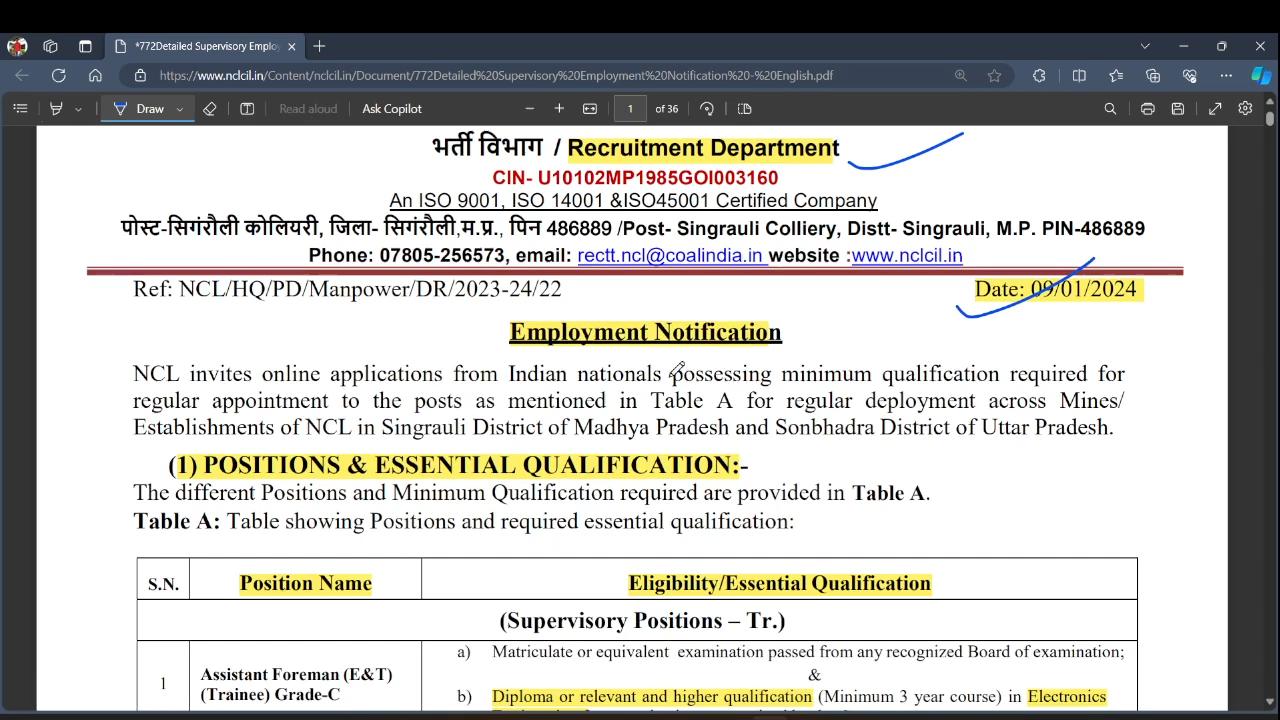 *772Detailed Supervisory Emplo
https://www.nclcil.in/Content/nclcil.in/Document/772Detailed%20Supervisory%20Employment%20Notification%20-%20English.pdf
Draw
Read aloud
Ask Copilot
1 of 36
भर्ती विभाग / Recruitment Department
CIN- U10102MP1985GOI003160
An ISO 9001, ISO 14001 &ISO45001 Certified Company
पोस्ट-सिगंरौली कोलियरी, जिला- सिगंरौली,म.प्र., पिन 486889 /Post- Singrauli Colliery, Distt- Singrauli, M.P. PIN-486889
Phone: 07805-256573, email: rectt.ncl@coalindia.in website :www.nclcil.in
Ref: NCL/HQ/PD/Manpower/DR/2023-24/22 Date: 09/01/2024
Employment Notification
NCL invites online applications from Indian nationals possessing minimum qualification required for
regular appointment to the posts as mentioned in Table A for regular deployment across Mines/
Establishments of NCL in Singrauli District of Madhya Pradesh and Sonbhadra District of Uttar Pradesh.
(1) POSITIONS & ESSENTIAL QUALIFICATION:-
The different Positions and Minimum Qualification required are provided in Table A.
Table A: Table showing Positions and required essential qualification:
S.N. Position Name Eligibility/Essential Qualification
(Supervisory Positions – Tr.)
1 Assistant Foreman (E&T)
(Trainee) Grade-C
a) Matriculate or equivalent examination passed from any recognized Board of examination;
&
b) Diploma or relevant and higher qualification (Minimum 3 year course) in Electronics